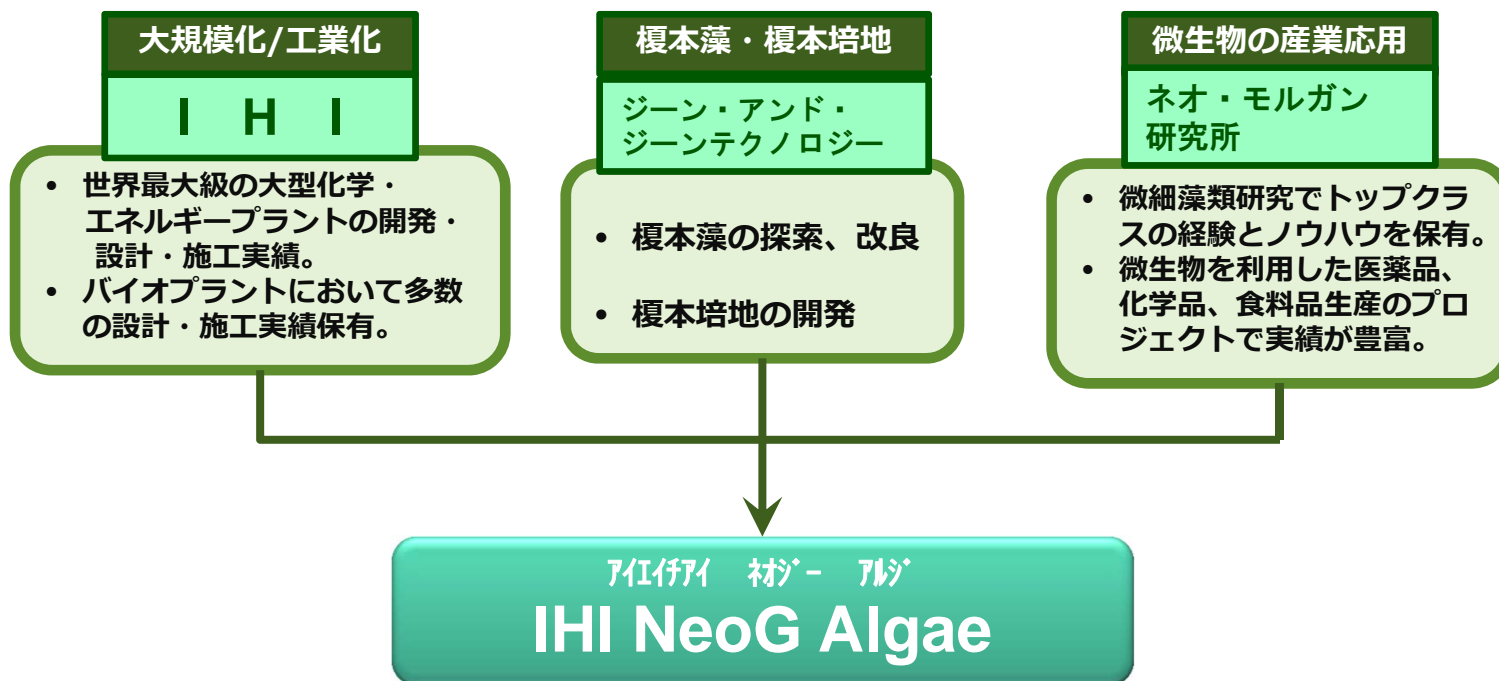 大規模化/工業化
I H I
• 世界最大級の大型化学・
エネルギープラントの開発・
設計・施工実績。
• バイオプラントにおいて多数
の設計・施工実績保有。
榎本藻・榎本培地
ジーン・アンド・
ジーンテクノロジー
• 榎本藻の探索、改良
• 榎本培地の開発
微生物の産業応用
ネオ・モルガン
研究所
• 微細藻類研究でトップクラ
スの経験とノウハウを保有。
• 微生物を利用した医薬品、
化学品、食料品生産のプロ
ジェクトで実績が豊富。
ｱｲｴｲﾁｱｲ ﾈｵｼﾞｰ ｱﾙｼﾞ
IHI NeoG Algae